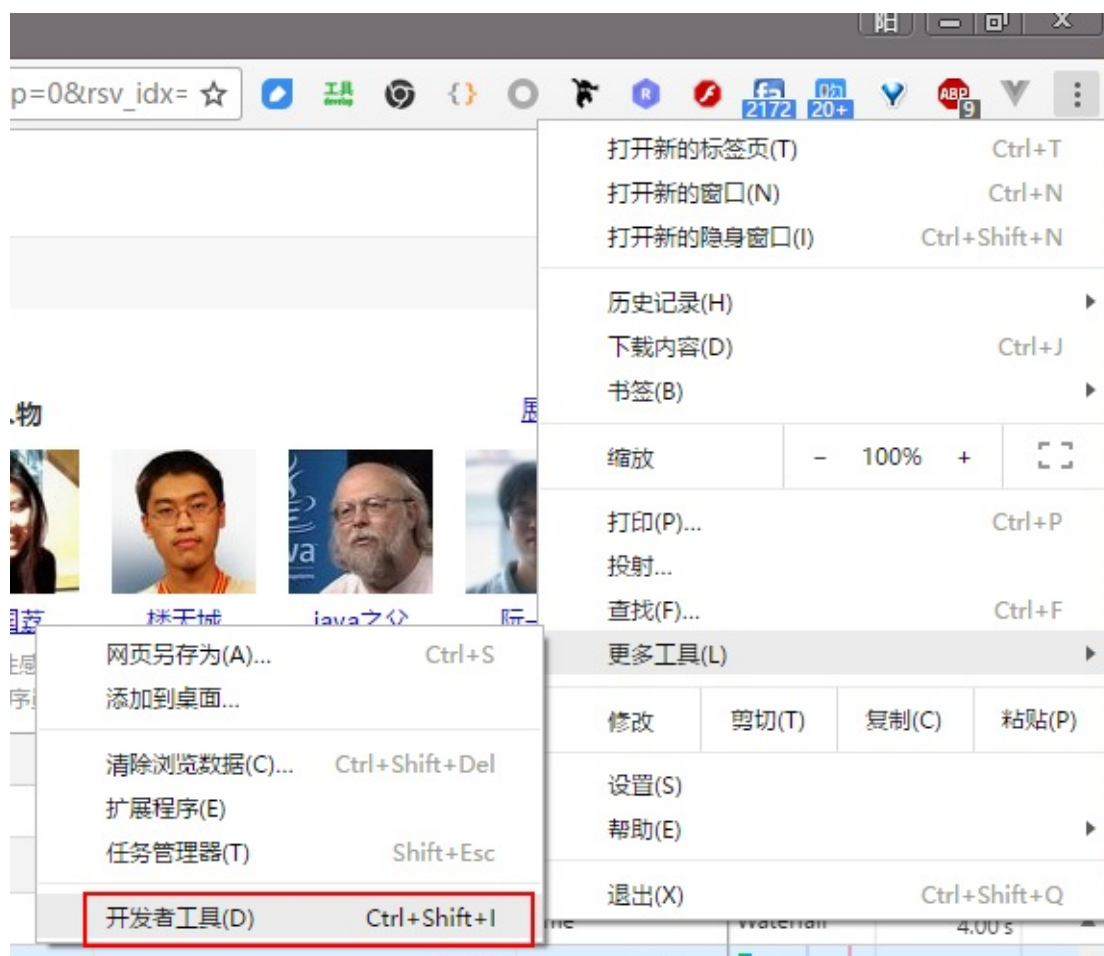 阳
p=0&rsv_idx=
工具
develop
R
2172
20+
ABP
9
打开新的标签页(T) Ctrl+T
打开新的窗口(N) Ctrl+N
打开新的隐身窗口(I) Ctrl+Shift+N
历史记录(H)
下载内容(D) Ctrl+J
书签(B)
缩放 − 100% +
打印(P)... Ctrl+P
投射...
查找(F)... Ctrl+F
更多工具(L)
修改 剪切(T) 复制(C) 粘贴(P)
设置(S)
帮助(E)
退出(X) Ctrl+Shift+Q
物
楼天城
java之父
网页另存为(A)... Ctrl+S
添加到桌面...
清除浏览数据(C)... Ctrl+Shift+Del
扩展程序(E)
任务管理器(T) Shift+Esc
开发者工具(D) Ctrl+Shift+I
Waterfall
4.00 s